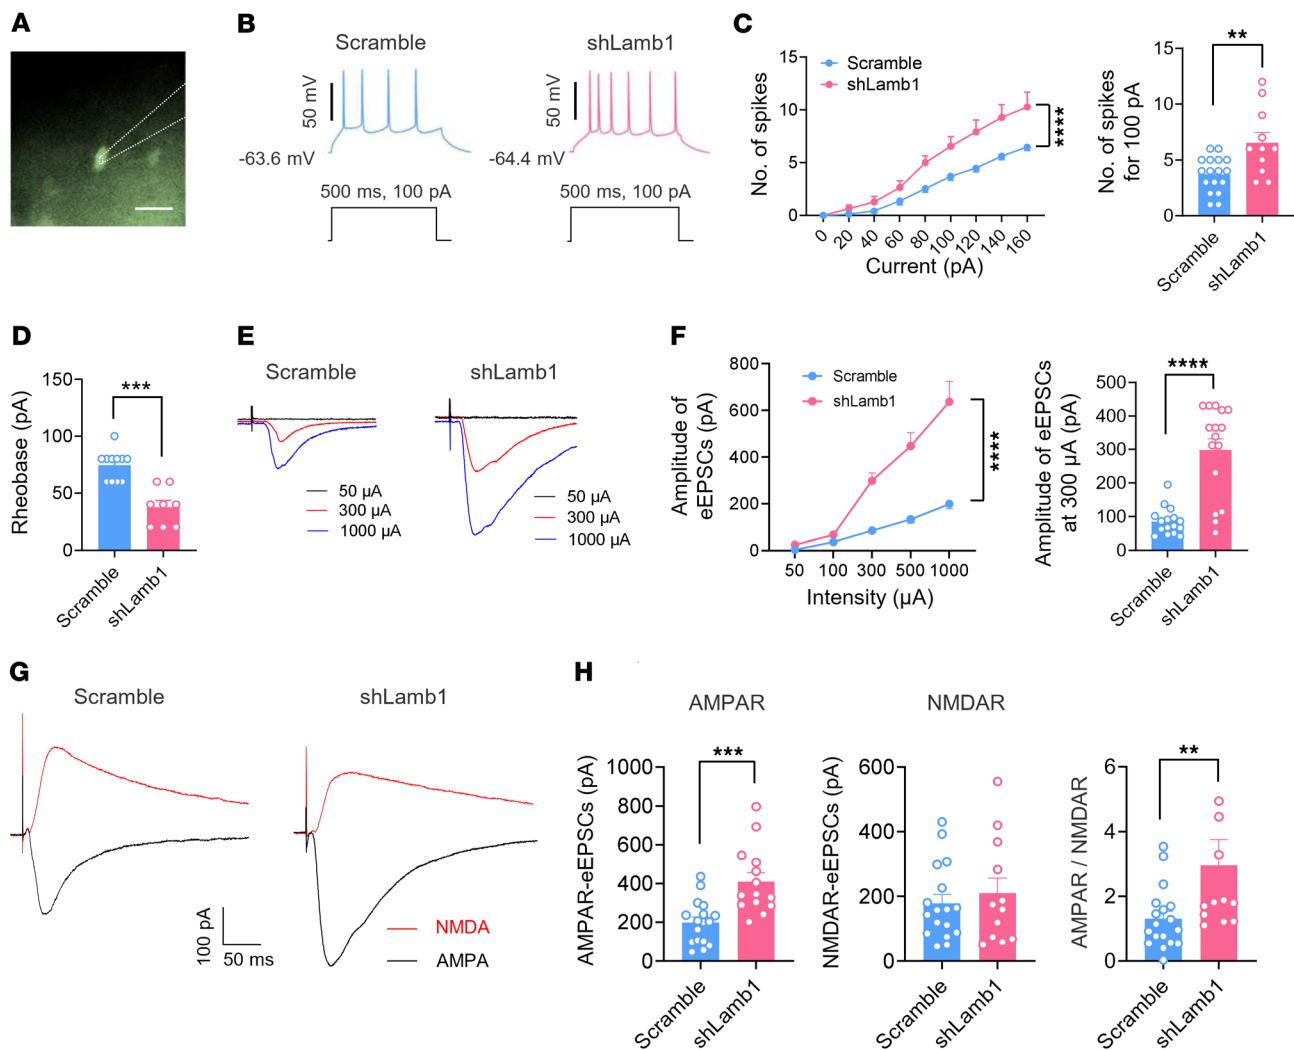 A
B
Scramble
shLamb1
50 mV
50 mV
-63.6 mV
-64.4 mV
500 ms, 100 pA
500 ms, 100 pA
C
No. of spikes
15
10
5
0
Scramble
shLamb1
****
0 20 40 60 80 100 120 140 160
Current (pA)
No. of spikes
for 100 pA
15
10
5
0
**
Scramble
shLamb1
D
Rheobase (pA)
150
100
50
0
***
Scramble
shLamb1
E
Scramble
shLamb1
50 µA
300 µA
1000 µA
50 µA
300 µA
1000 µA
F
Amplitude of
eEPSCs (pA)
800
600
400
200
0
Scramble
shLamb1
****
50 100 300 500 1000
Intensity (µA)
Amplitude of eEPSCs
at 300 µA (pA)
500
400
300
200
100
0
****
Scramble
shLamb1
G
Scramble
shLamb1
100 pA
50 ms
NMDA
AMPA
H
AMPAR
NMDAR
AMPAR-eEPSCs (pA)
1000
800
600
400
200
0
***
Scramble
shLamb1
NMDAR-eEPSCs (pA)
600
400
200
0
Scramble
shLamb1
AMPAR / NMDAR
6
4
2
0
**
Scramble
shLamb1